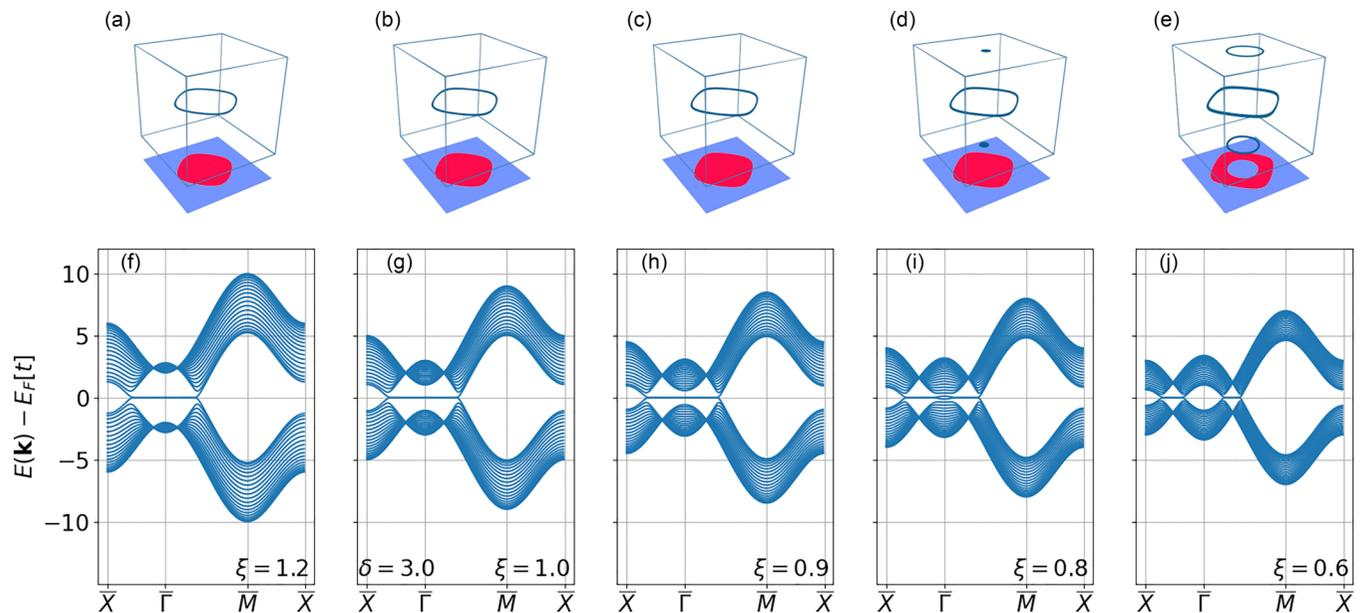 (a) (b) (c) (d) (e)
(f) (g) (h) (i) (j)
10
5
0
−5
−10
E(k) − E_F[t]
ξ = 1.2 δ = 3.0 ξ = 1.0 ξ = 0.9 ξ = 0.8 ξ = 0.6
X̅ Γ̅ M̅ X̅ X̅ Γ̅ M̅ X̅ X̅ Γ̅ M̅ X̅ X̅ Γ̅ M̅ X̅ X̅ Γ̅ M̅ X̅